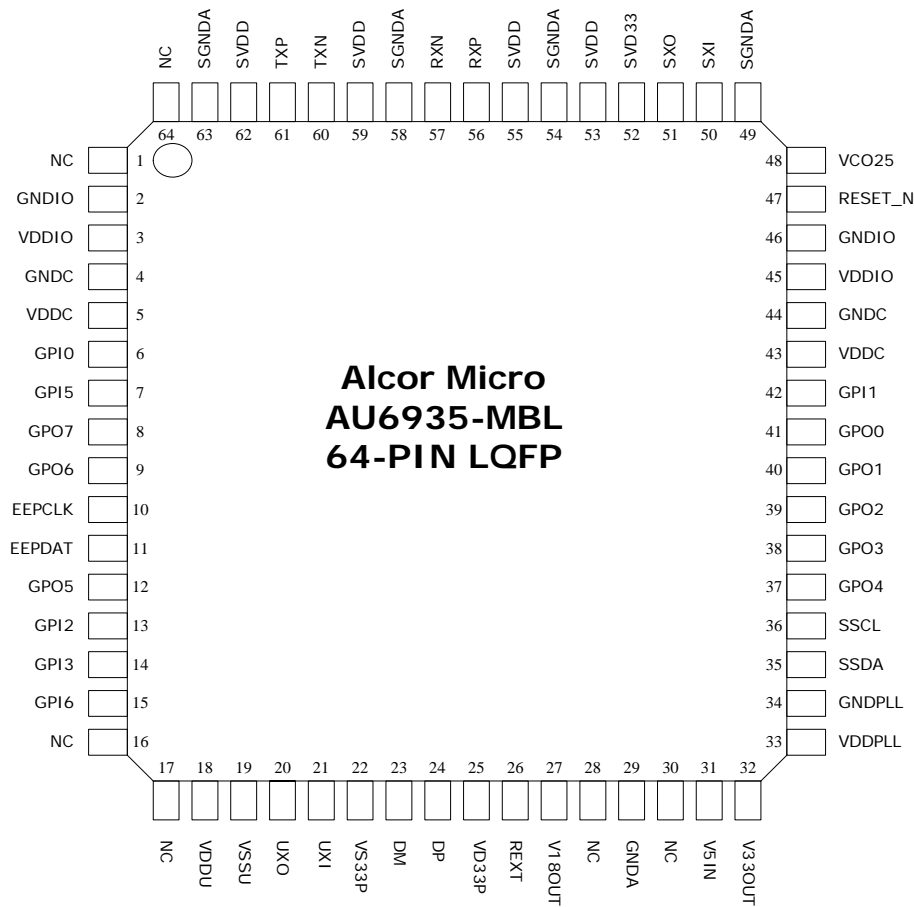 NC
SGNDA
SVDD
TXP
TXN
SVDD
SGNDA
RXN
RXP
SVDD
SGNDA
SVDD
SVD33
SXO
SXI
SGNDA
64 63 62 61 60 59 58 57 56 55 54 53 52 51 50 49
NC 1 48 VCO25
GNDIO 2 47 RESET_N
VDDIO 3 46 GNDIO
GNDC 4 45 VDDIO
VDDC 5 44 GNDC
GPI0 6 43 VDDC
GPI5 7 42 GPI1
GPO7 8 41 GPO0
GPO6 9 40 GPO1
EEPCLK 10 39 GPO2
EEPDAT 11 38 GPO3
GPO5 12 37 GPO4
GPI2 13 36 SSCL
GPI3 14 35 SSDA
GPI6 15 34 GNDPLL
NC 16 33 VDDPLL
Alcor Micro
AU6935-MBL
64-PIN LQFP
17 18 19 20 21 22 23 24 25 26 27 28 29 30 31 32
NC
VDDU
VSSU
UXO
UXI
VS33P
DM
DP
VD33P
REXT
V18OUT
NC
GNDA
NC
V5IN
V33OUT